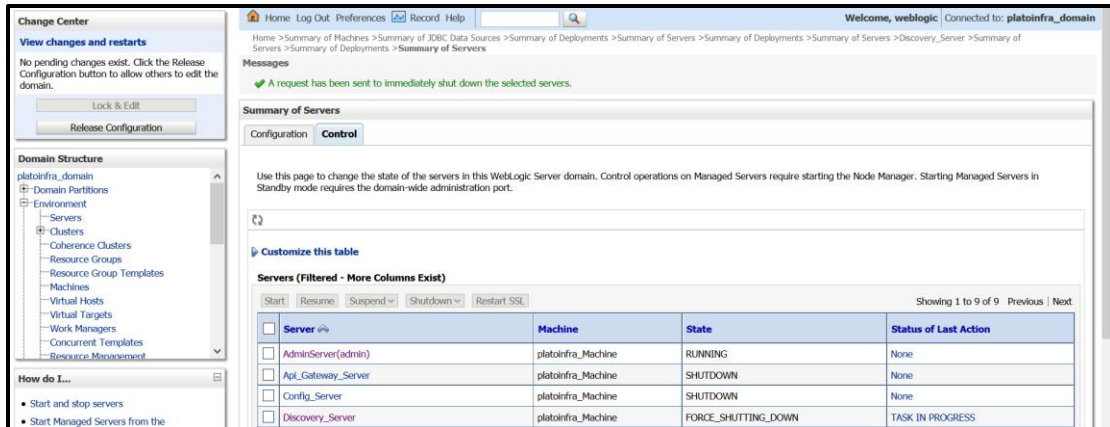 Change Center
View changes and restarts
No pending changes exist. Click the Release
Configuration button to allow others to edit the
domain.
Lock & Edit
Release Configuration
Domain Structure
platoinfra_domain
Domain Partitions
Environment
Servers
Clusters
Coherence Clusters
Resource Groups
Resource Group Templates
Machines
Virtual Hosts
Virtual Targets
Work Managers
Concurrent Templates
Resource Management
How do I...
Start and stop servers
Start Managed Servers from the
Home Log Out Preferences Record Help
Welcome, weblogic Connected to: platoinfra_domain
Home >Summary of Machines >Summary of JDBC Data Sources >Summary of Deployments >Summary of Servers >Summary of Deployments >Summary of Servers >Discovery_Server >Summary of
Servers >Summary of Deployments >Summary of Servers
Messages
A request has been sent to immediately shut down the selected servers.
Summary of Servers
Configuration Control
Use this page to change the state of the servers in this WebLogic Server domain. Control operations on Managed Servers require starting the Node Manager. Starting Managed Servers in
Standby mode requires the domain-wide administration port.
Customize this table
Servers (Filtered - More Columns Exist)
Start Resume Suspend Shutdown Restart SSL Showing 1 to 9 of 9 Previous | Next
Server Machine State Status of Last Action
AdminServer(admin) platoinfra_Machine RUNNING None
Api_Gateway_Server platoinfra_Machine SHUTDOWN None
Config_Server platoinfra_Machine SHUTDOWN None
Discovery_Server platoinfra_Machine FORCE_SHUTTING_DOWN TASK IN PROGRESS